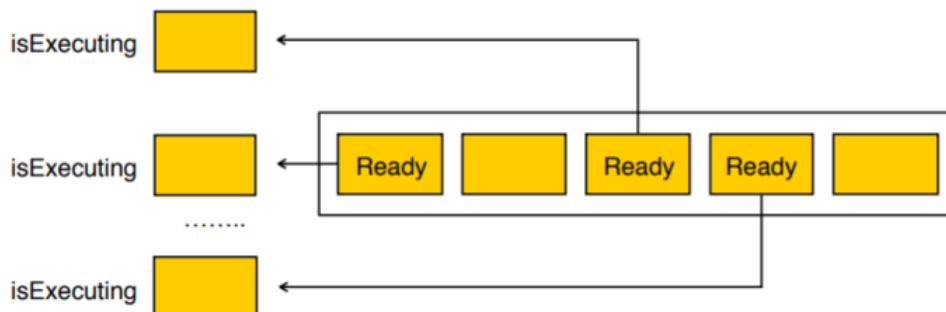 isExecuting
isExecuting
Ready
Ready
Ready
........
isExecuting